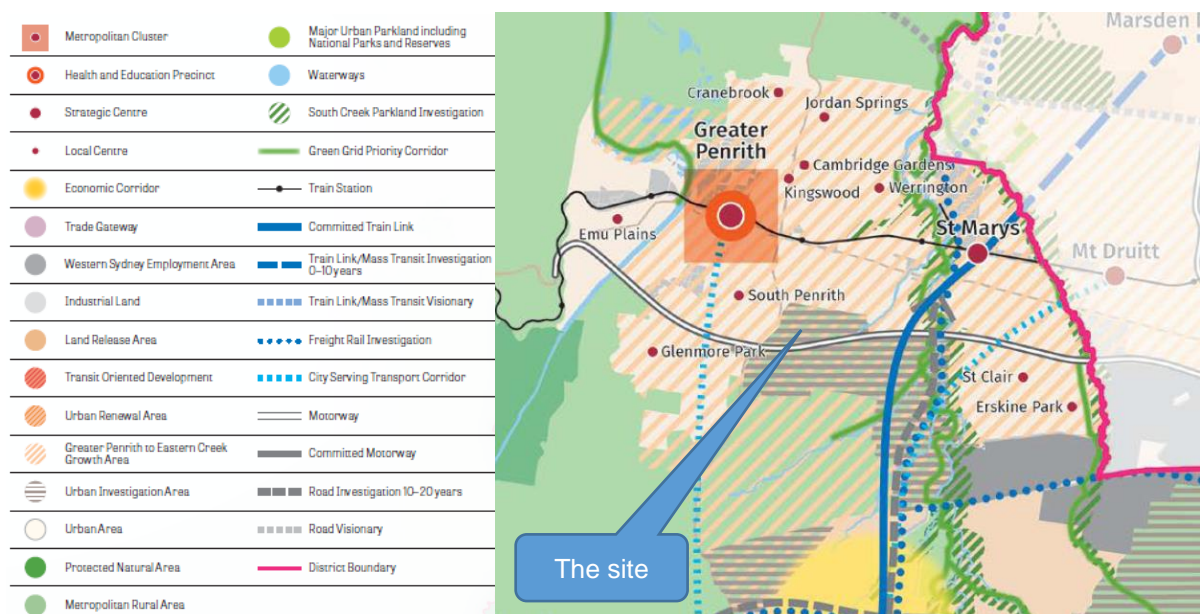 Metropolitan Cluster
Health and Education Precinct
Strategic Centre
Local Centre
Economic Corridor
Trade Gateway
Western Sydney Employment Area
Industrial Land
Land Release Area
Transit Oriented Development
Urban Renewal Area
Greater Penrith to Eastern Creek
Growth Area
Urban Investigation Area
Urban Area
Protected Natural Area
Metropolitan Rural Area
Major Urban Parkland including
National Parks and Reserves
Waterways
South Creek Parkland Investigation
Green Grid Priority Corridor
Train Station
Committed Train Link
Train Link/Mass Transit Investigation
0–10 years
Train Link/Mass Transit Visionary
Freight Rail Investigation
City Serving Transport Corridor
Motorway
Committed Motorway
Road Investigation 10–20 years
Road Visionary
District Boundary
Marsden
Cranebrook
Jordan Springs
Greater
Penrith
Cambridge Gardens
Kingswood
Werrington
Emu Plains
St Marys
Mt Druitt
South Penrith
Glenmore Park
St Clair
Erskine Park
The site